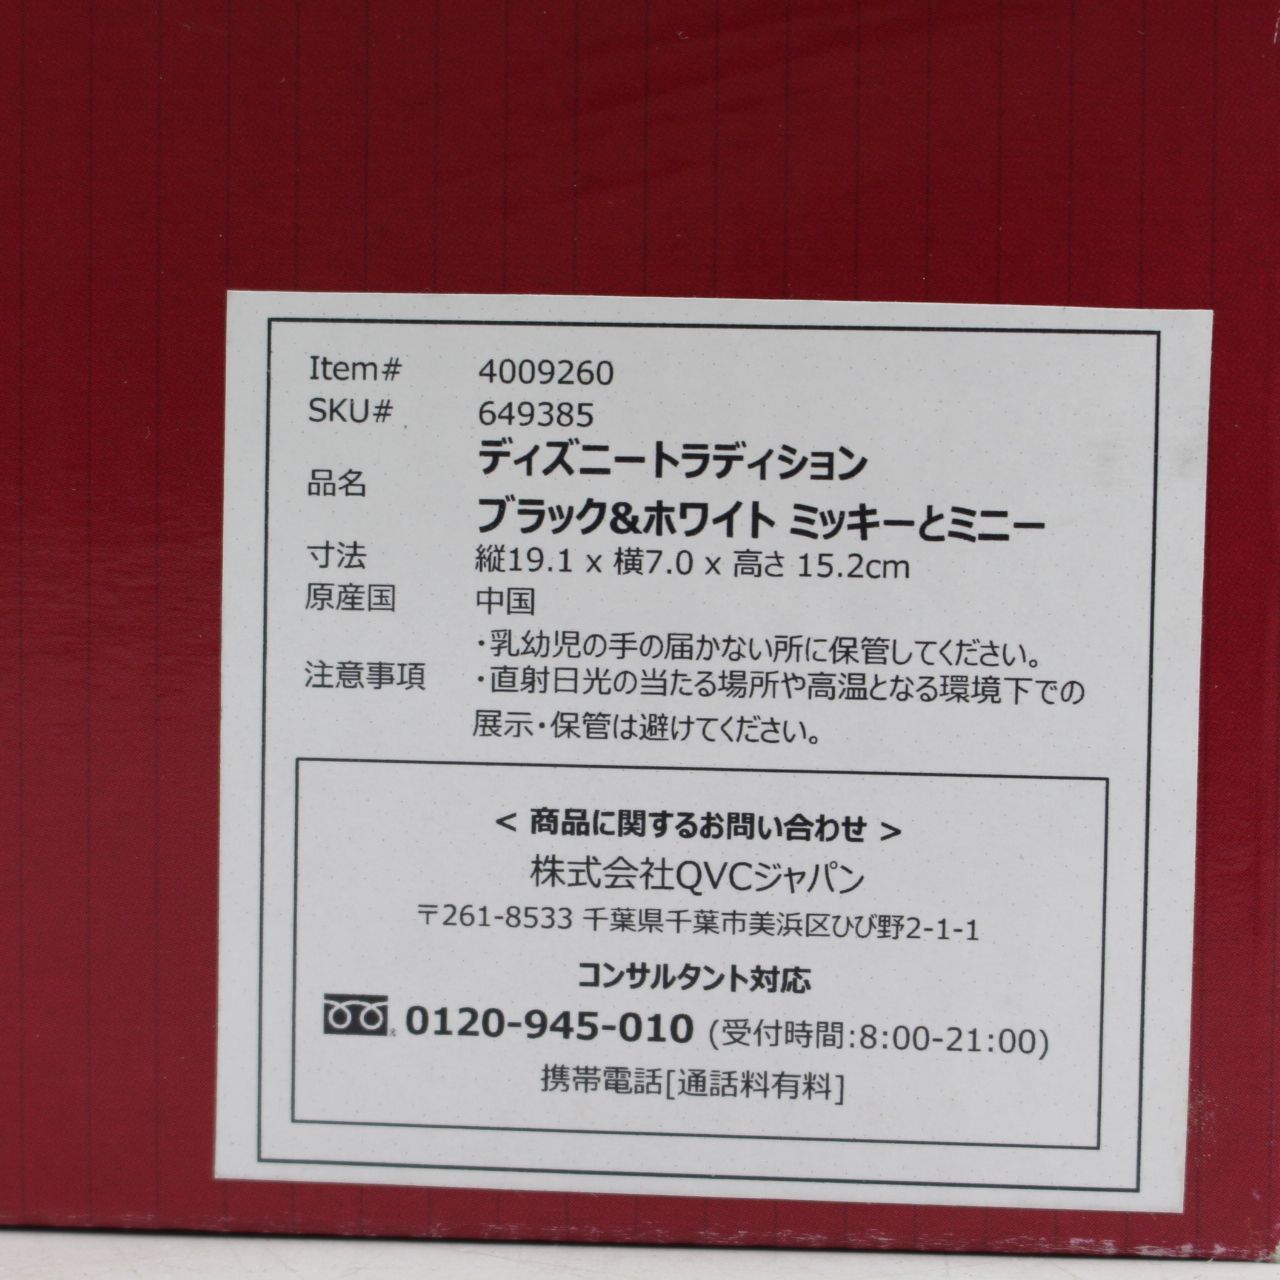 Item# 4009260
SKU# 649385
品名 ディズニートラディション
ブラック&ホワイト ミッキーとミニー
寸法 縦19.1 x 横7.0 x 高さ 15.2cm
原産国 中国
注意事項 ・乳幼児の手の届かない所に保管してください。
・直射日光の当たる場所や高温となる環境下での
展示・保管は避けてください。
< 商品に関するお問い合わせ >
株式会社QVCジャパン
〒261-8533 千葉県千葉市美浜区ひび野2-1-1
コンサルタント対応
0120-945-010 (受付時間:8:00-21:00)
携帯電話[通話料有料]